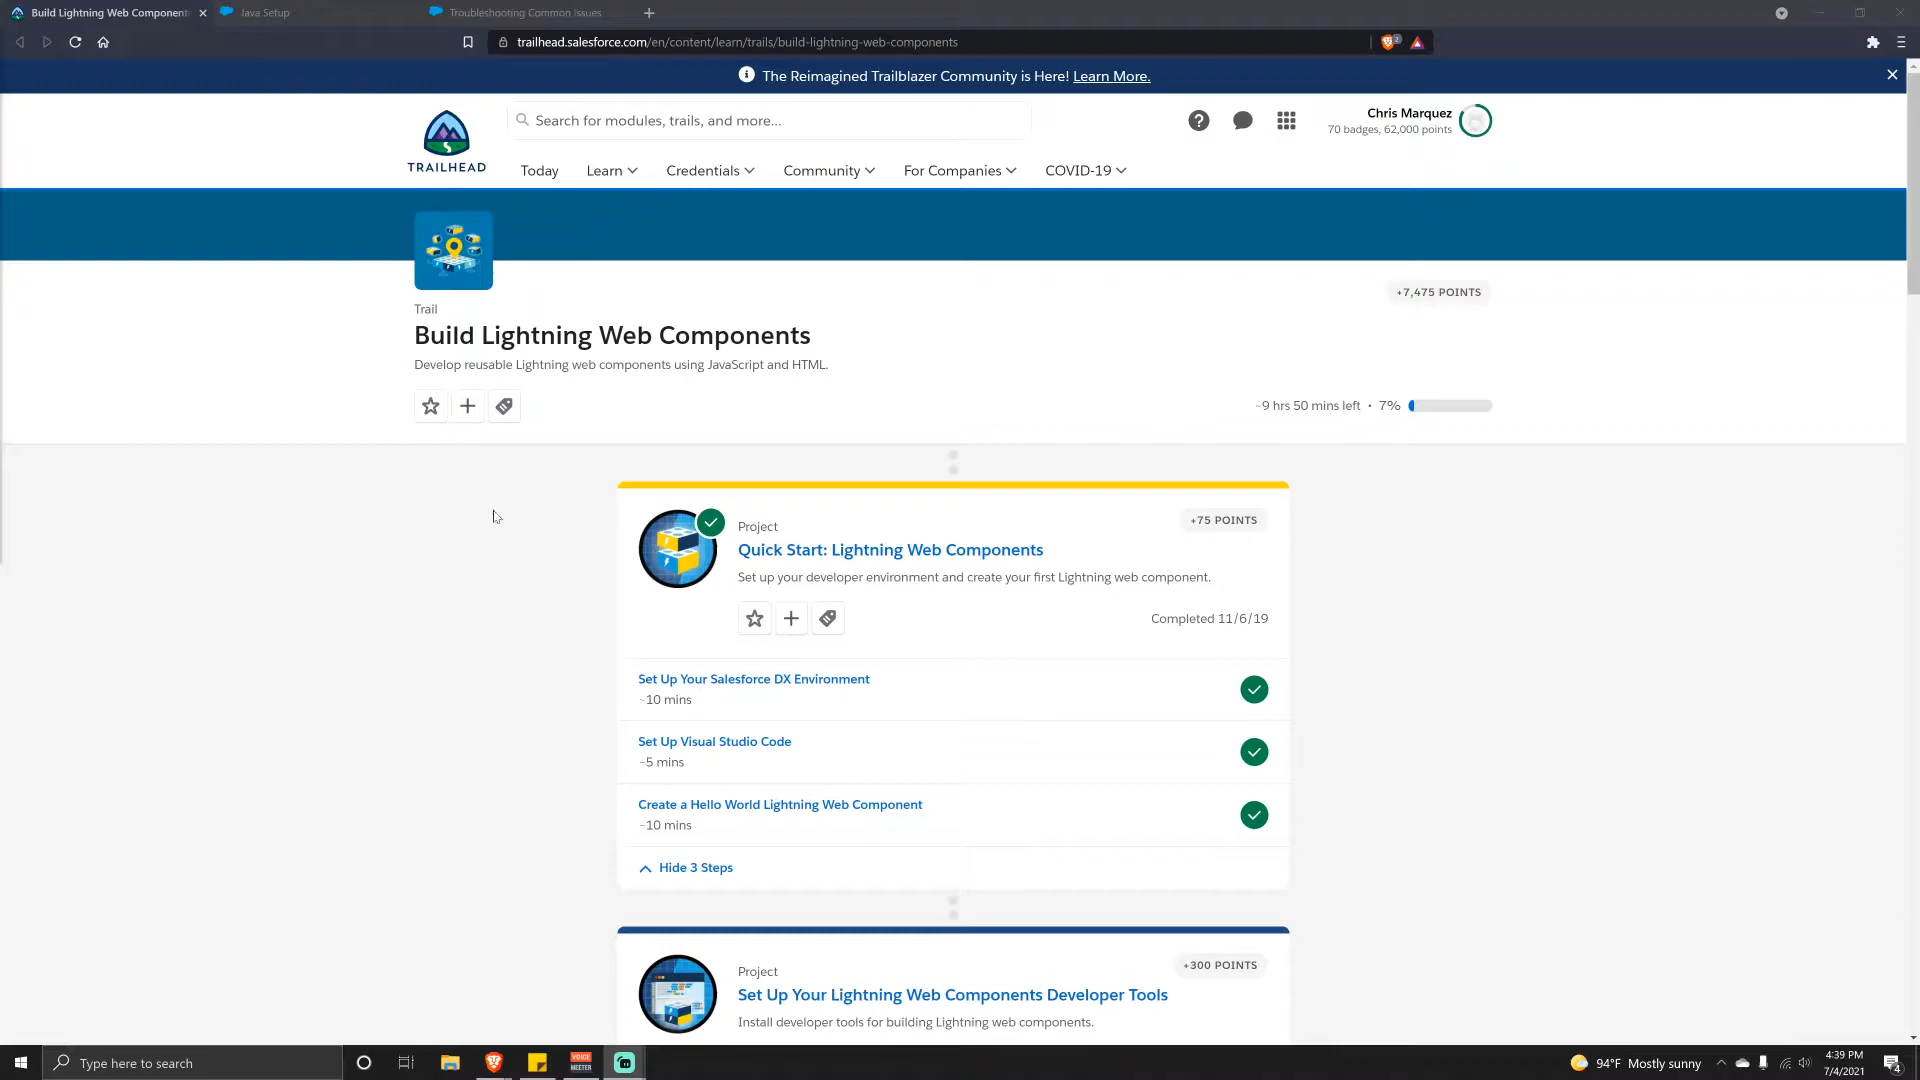 Build Lightning Web Component
Java Setup
Troubleshooting Common Issues
trailhead.salesforce.com/en/content/learn/trails/build-lightning-web-components
2
The Reimagined Trailblazer Community is Here! Learn More.
TRAILHEAD
Search for modules, trails, and more...
Chris Marquez
70 badges, 62,000 points
Today
Learn
Credentials
Community
For Companies
COVID-19
+7,475 POINTS
Trail
Build Lightning Web Components
Develop reusable Lightning web components using JavaScript and HTML.
~9 hrs 50 mins left • 7%
Project
+75 POINTS
Quick Start: Lightning Web Components
Set up your developer environment and create your first Lightning web component.
Completed 11/6/19
Set Up Your Salesforce DX Environment
~10 mins
Set Up Visual Studio Code
~5 mins
Create a Hello World Lightning Web Component
~10 mins
Hide 3 Steps
Project
+300 POINTS
Set Up Your Lightning Web Components Developer Tools
Install developer tools for building Lightning web components.
Type here to search
VOICE
MEETER
94°F Mostly sunny
4:39 PM
7/4/2021
4